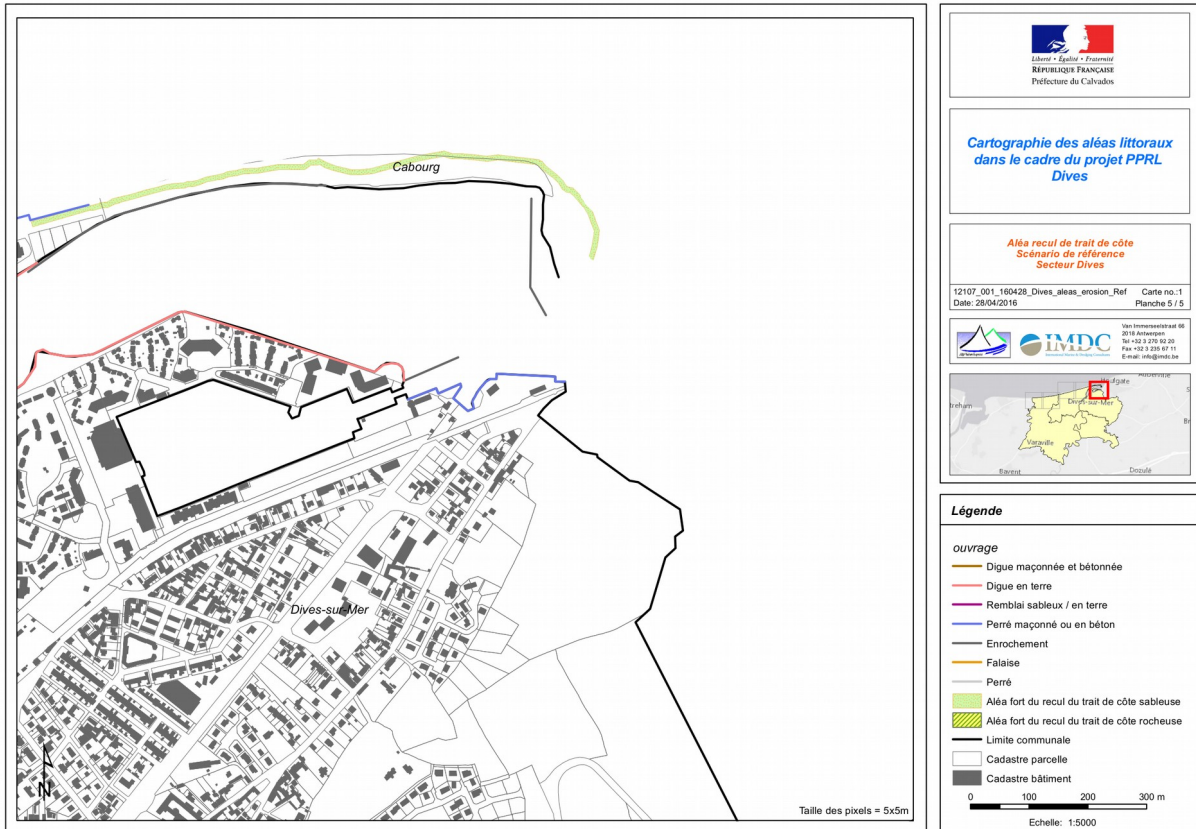 Cabourg
Dives-sur-Mer
N
Taille des pixels = 5x5m
Liberté • Égalité • Fraternité
RÉPUBLIQUE FRANÇAISE
Préfecture du Calvados
Cartographie des aléas littoraux
dans le cadre du projet PPRL
Dives
Aléa recul de trait de côte
Scénario de référence
Secteur Dives
12107_001_160428_Dives_aleas_erosion_Ref Carte no.:1
Date: 28/04/2016 Planche 5 / 5
IMDC
Van Immerseelstraat 66
2018 Antwerpen
Tel +32 3 270 92 20
Fax +32 3 235 67 11
E-mail: info@imdc.be
Houlgate
Dives-sur-Mer
Varaville
Bavent
Dozulé
Légende
ouvrage
Digue maçonnée et bétonnée
Digue en terre
Remblai sableux / en terre
Perré maçonné ou en béton
Enrochement
Falaise
Perré
Aléa fort du recul du trait de côte sableuse
Aléa fort du recul du trait de côte rocheuse
Limite communale
Cadastre parcelle
Cadastre bâtiment
0 100 200 300 m
Echelle: 1:5000